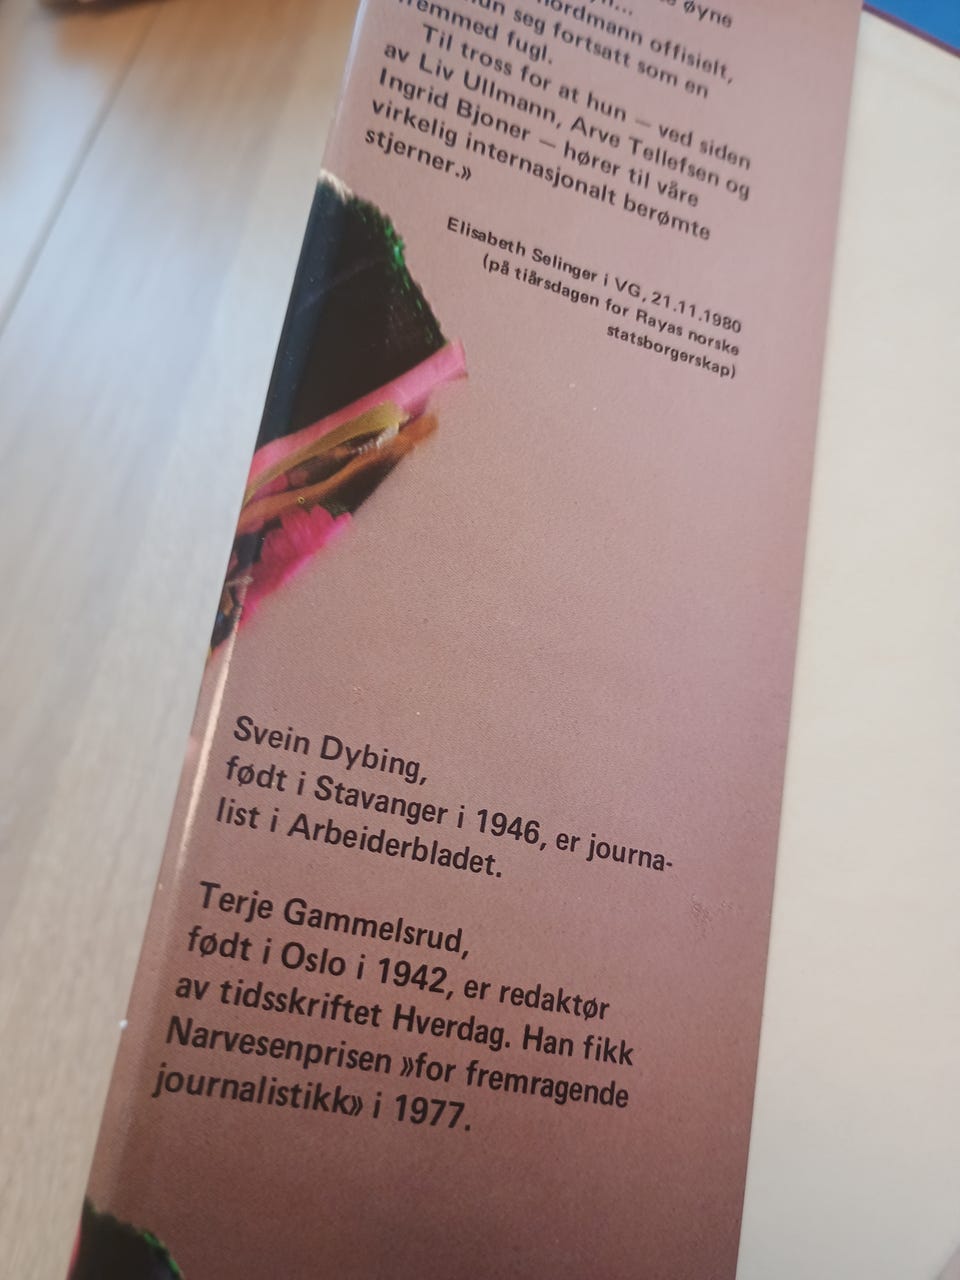 øyne
nordmann offisielt,
hun seg fortsatt som en
fremmed fugl.
Til tross for at hun — ved siden
av Liv Ullmann, Arve Tellefsen og
Ingrid Bjoner — hører til våre
virkelig internasjonalt berømte
stjerner.»
Elisabeth Selinger i VG, 21.11.1980
(på tiårsdagen for Rayas norske
statsborgerskap)
Svein Dybing,
født i Stavanger i 1946, er journa-
list i Arbeiderbladet.
Terje Gammelsrud,
født i Oslo i 1942, er redaktør
av tidsskriftet Hverdag. Han fikk
Narvesenprisen »for fremragende
journalistikk» i 1977.